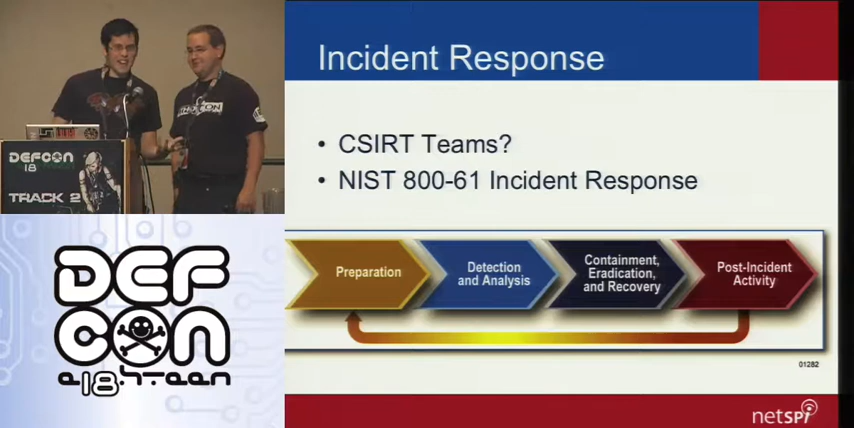 Incident Response
• CSIRT Teams?
• NIST 800-61 Incident Response
Preparation
Detection
and Analysis
Containment,
Eradication,
and Recovery
Post-Incident
Activity
01282
netSPI
DEFCON
18
TRACK 2
DEF
CON